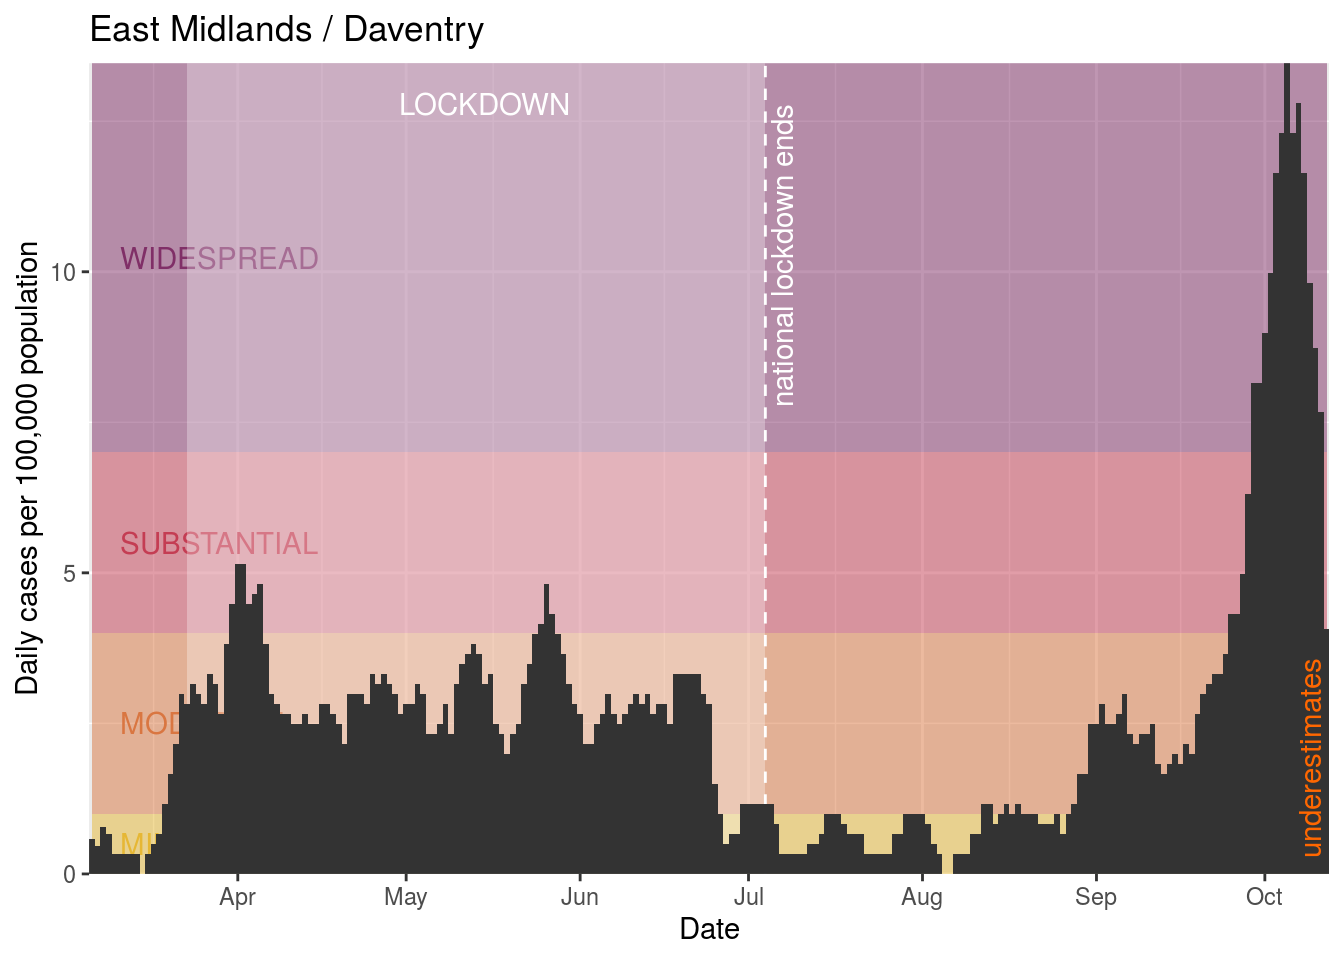 East Midlands / Daventry
LOCKDOWN
national lockdown ends
WIDESPREAD
SUBSTANTIAL
MOD
MI
underestimates
Daily cases per 100,000 population
10
5
0
Apr
May
Jun
Jul
Aug
Sep
Oct
Date